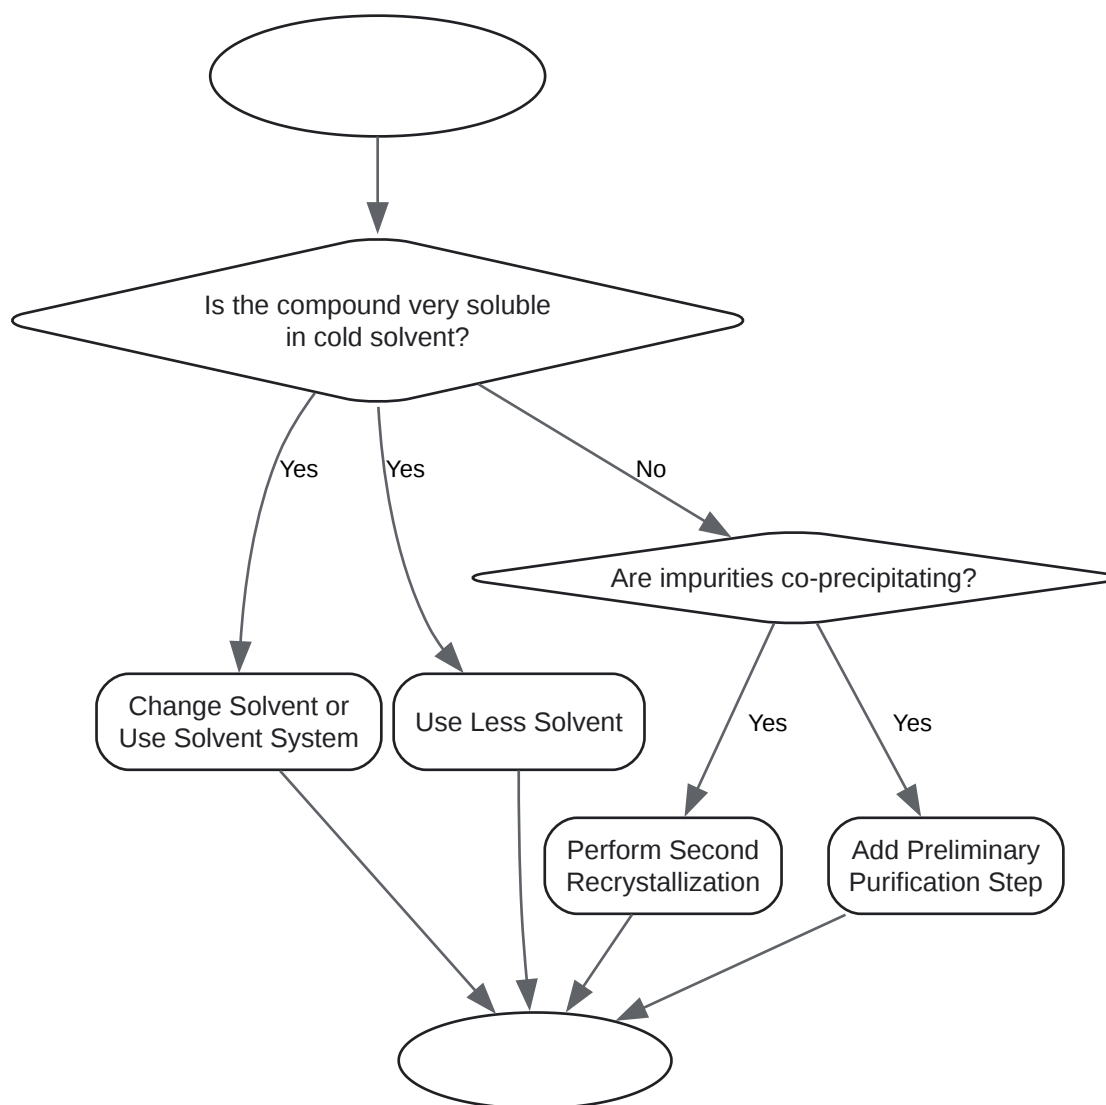 Is the compound very soluble
in cold solvent?
Yes
Yes
No
Are impurities co-precipitating?
Change Solvent or
Use Solvent System
Use Less Solvent
Yes
Yes
Perform Second
Recrystallization
Add Preliminary
Purification Step